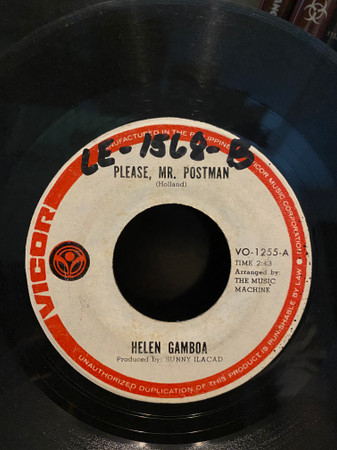 MANUFACTURED IN THE PHILIPPINES VICOR MUSIC CORPORATION
LE-1568-B
PLEASE, MR. POSTMAN
(Holland)
VICOR
VO-1255-A
TIME 2:43
Arranged by:
THE MUSIC
MACHINE
HELEN GAMBOA
Produced by: SUNNY ILACAD
UNAUTHORIZED DUPLICATION OF THIS PRODUCT IS PUNISHABLE BY LAW